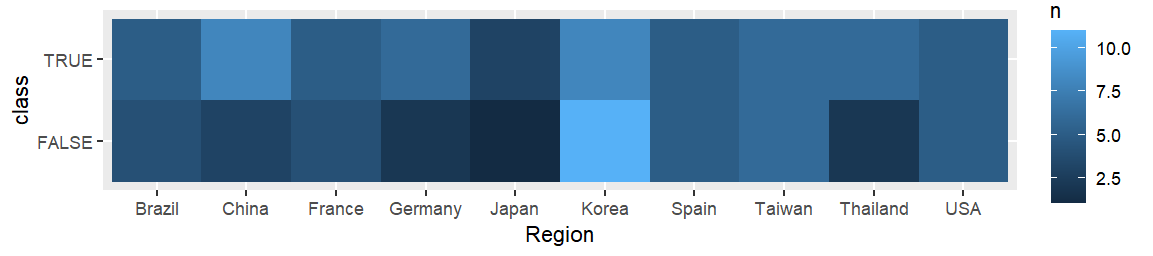 n
10.0
7.5
5.0
2.5
class
TRUE
FALSE
Brazil China France Germany Japan Korea Spain Taiwan Thailand USA
Region